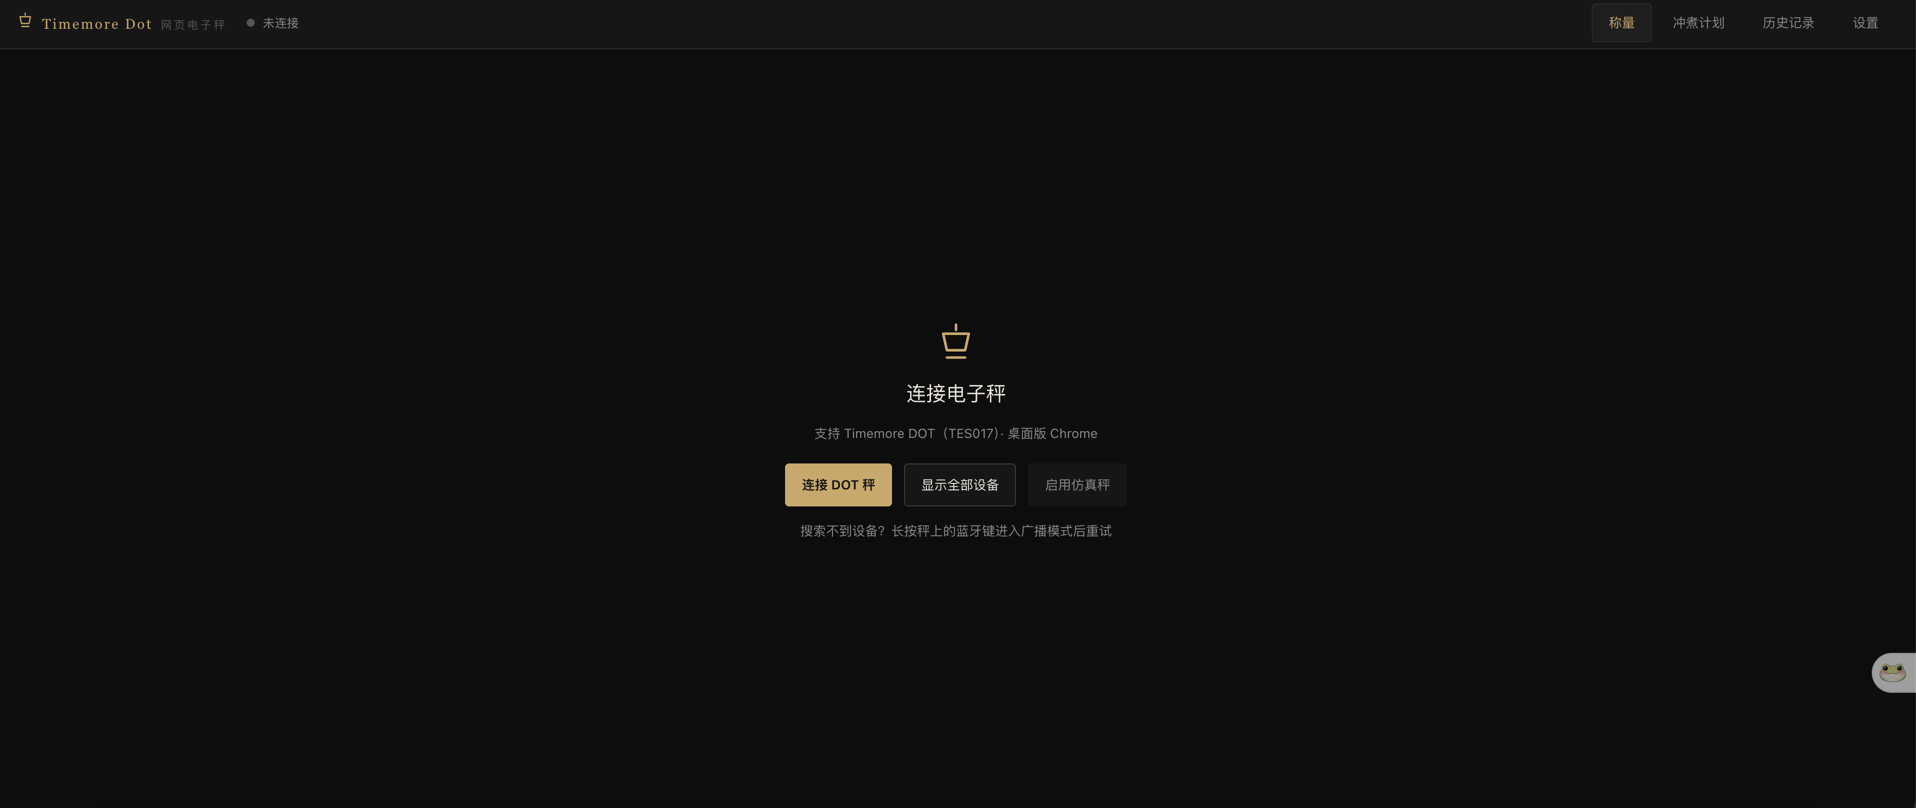 Timemore Dot 网页电子秤 未连接
称量 冲煮计划 历史记录 设置
连接电子秤
支持 Timemore DOT（TES017）· 桌面版 Chrome
连接 DOT 秤 显示全部设备 启用仿真秤
搜索不到设备？长按秤上的蓝牙键进入广播模式后重试